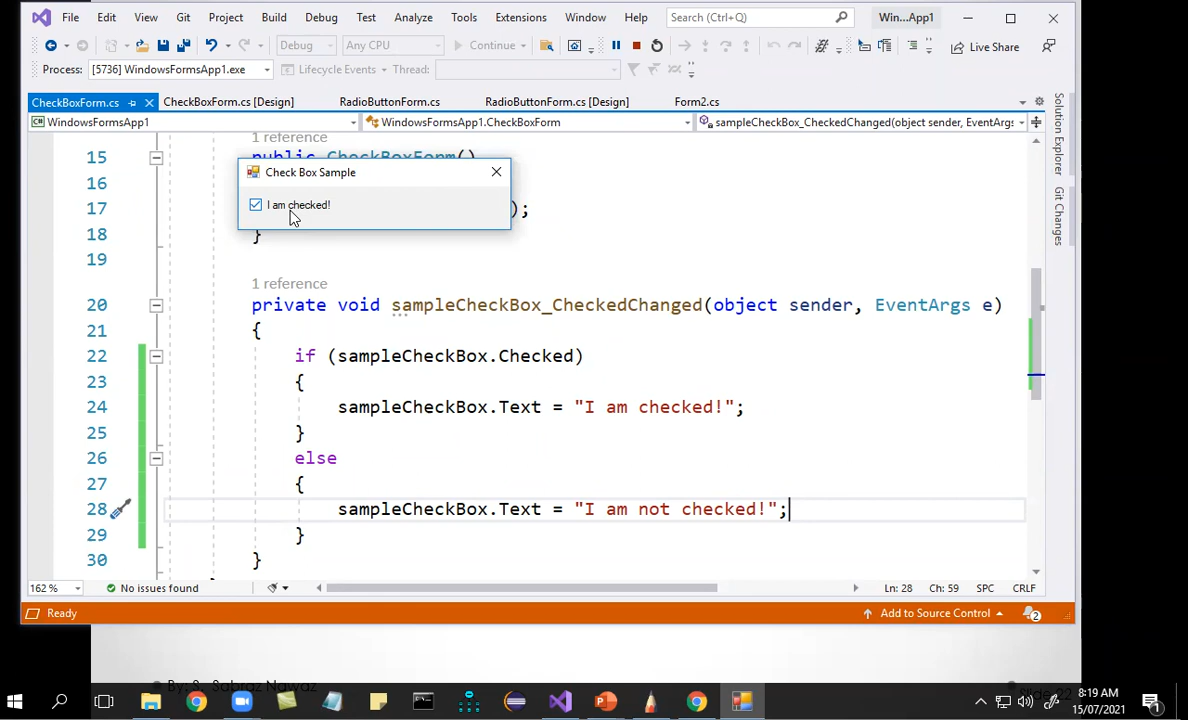 File Edit View Git Project Build Debug Test Analyze Tools Extensions Window Help Search (Ctrl+Q) Win...App1
Debug Any CPU Continue Live Share
Process: [5736] WindowsFormsApp1.exe Lifecycle Events Thread:
CheckBoxForm.cs CheckBoxForm.cs [Design] RadioButtonForm.cs RadioButtonForm.cs [Design] Form2.cs
WindowsFormsApp1 WindowsFormsApp1.CheckBoxForm sampleCheckBox_CheckedChanged(object sender, EventArgs
Solution Explorer
Git Changes
1 reference
15 public CheckBoxForm()
16
Check Box Sample
I am checked!
17 );
18 }
19
1 reference
20 private void sampleCheckBox_CheckedChanged(object sender, EventArgs e)
21 {
22 if (sampleCheckBox.Checked)
23 {
24 sampleCheckBox.Text = "I am checked!";
25 }
26 else
27 {
28 sampleCheckBox.Text = "I am not checked!";
29 }
30 }
162 % No issues found Ln: 28 Ch: 59 SPC CRLF
Ready Add to Source Control 2
By: S. Sabraz Nawaz Slide 22
8:19 AM
15/07/2021
1